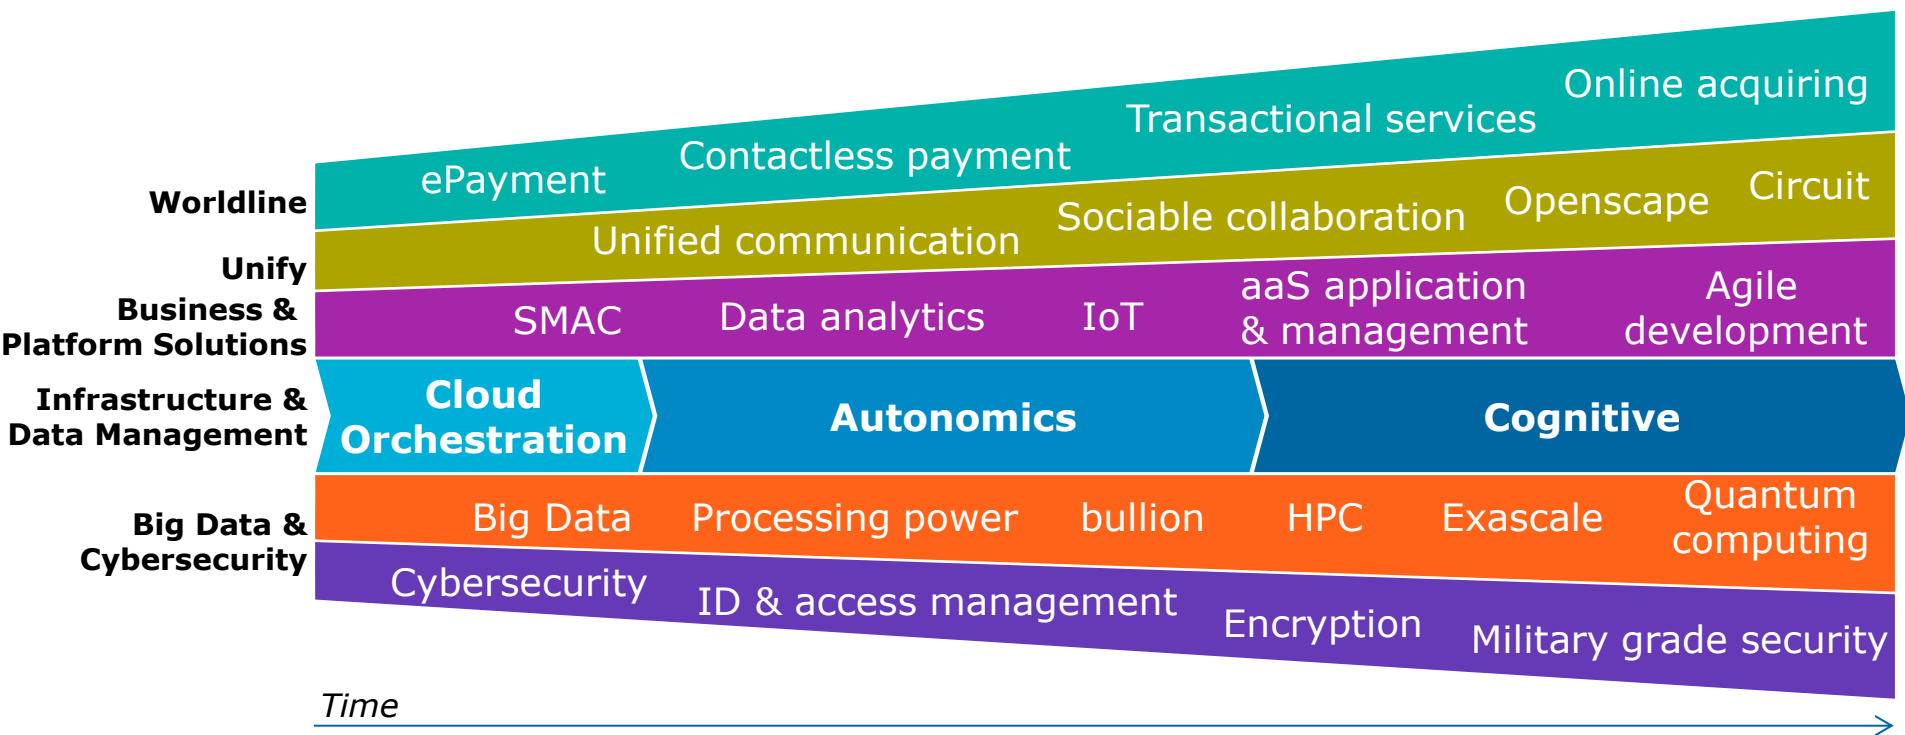 Worldline
ePayment
Contactless payment
Transactional services
Online acquiring
Unify
Unified communication
Sociable collaboration
Openscape
Circuit
Business &
Platform Solutions
SMAC
Data analytics
IoT
aaS application
& management
Agile
development
Infrastructure &
Data Management
Cloud
Orchestration
Autonomics
Cognitive
Big Data &
Cybersecurity
Big Data
Processing power
bullion
HPC
Exascale
Quantum
computing
Cybersecurity
ID & access management
Encryption
Military grade security
Time